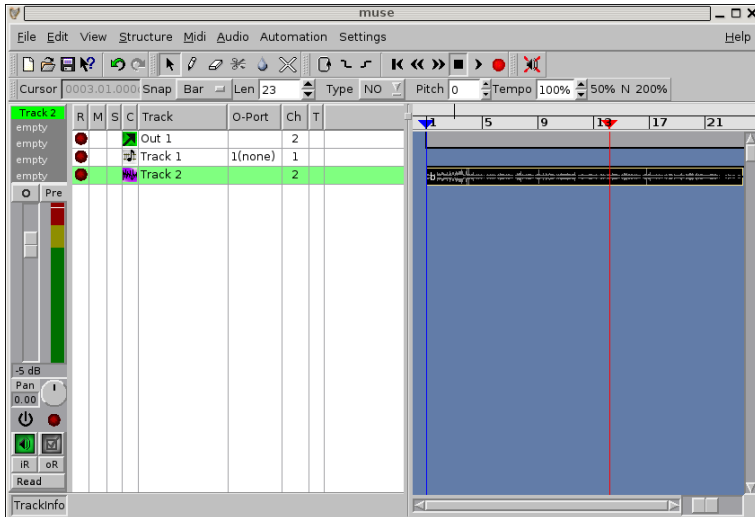 muse
File Edit View Structure Midi Audio Automation Settings Help
Cursor 0003.01.000 Snap Bar Len 23 Type NO Pitch 0 Tempo 100% 50% N 200%
Track 2
empty
empty
empty
empty
O Pre
-5 dB
Pan
0.00
iR oR
Read
TrackInfo
R M S C Track O-Port Ch T
Out 1 2
Track 1 1(none) 1
Track 2 2
1 5 9 13 17 21